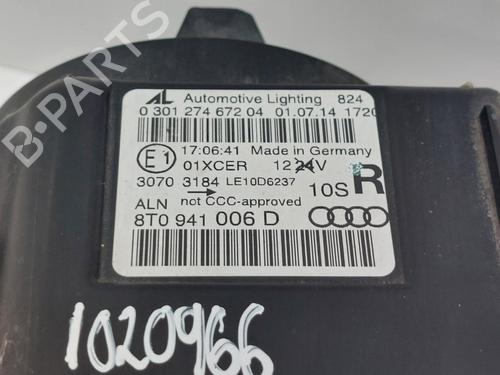 AL Automotive Lighting 824
0 301 274 672 04 01.07.14 1720
E1 17:06:41 Made in Germany
01XCER 12 24V
3070 3184 → LE10D6237 10S R
ALN not CCC-approved
8T0 941 006 D
1020966
B-PARTS